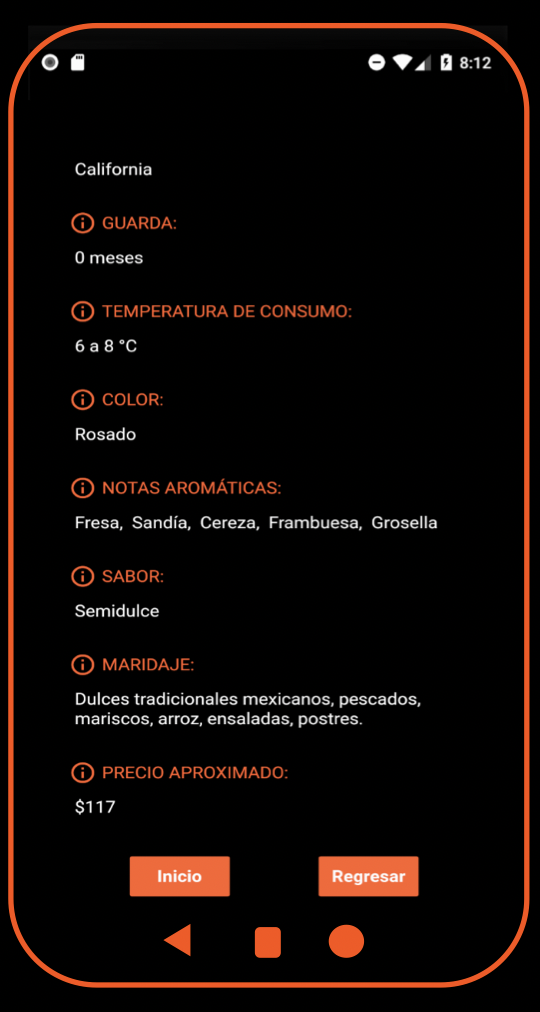 8:12
California
GUARDA:
0 meses
TEMPERATURA DE CONSUMO:
6 a 8 °C
COLOR:
Rosado
NOTAS AROMÁTICAS:
Fresa, Sandía, Cereza, Frambuesa, Grosella
SABOR:
Semidulce
MARIDAJE:
Dulces tradicionales mexicanos, pescados,
mariscos, arroz, ensaladas, postres.
PRECIO APROXIMADO:
$117
Inicio Regresar